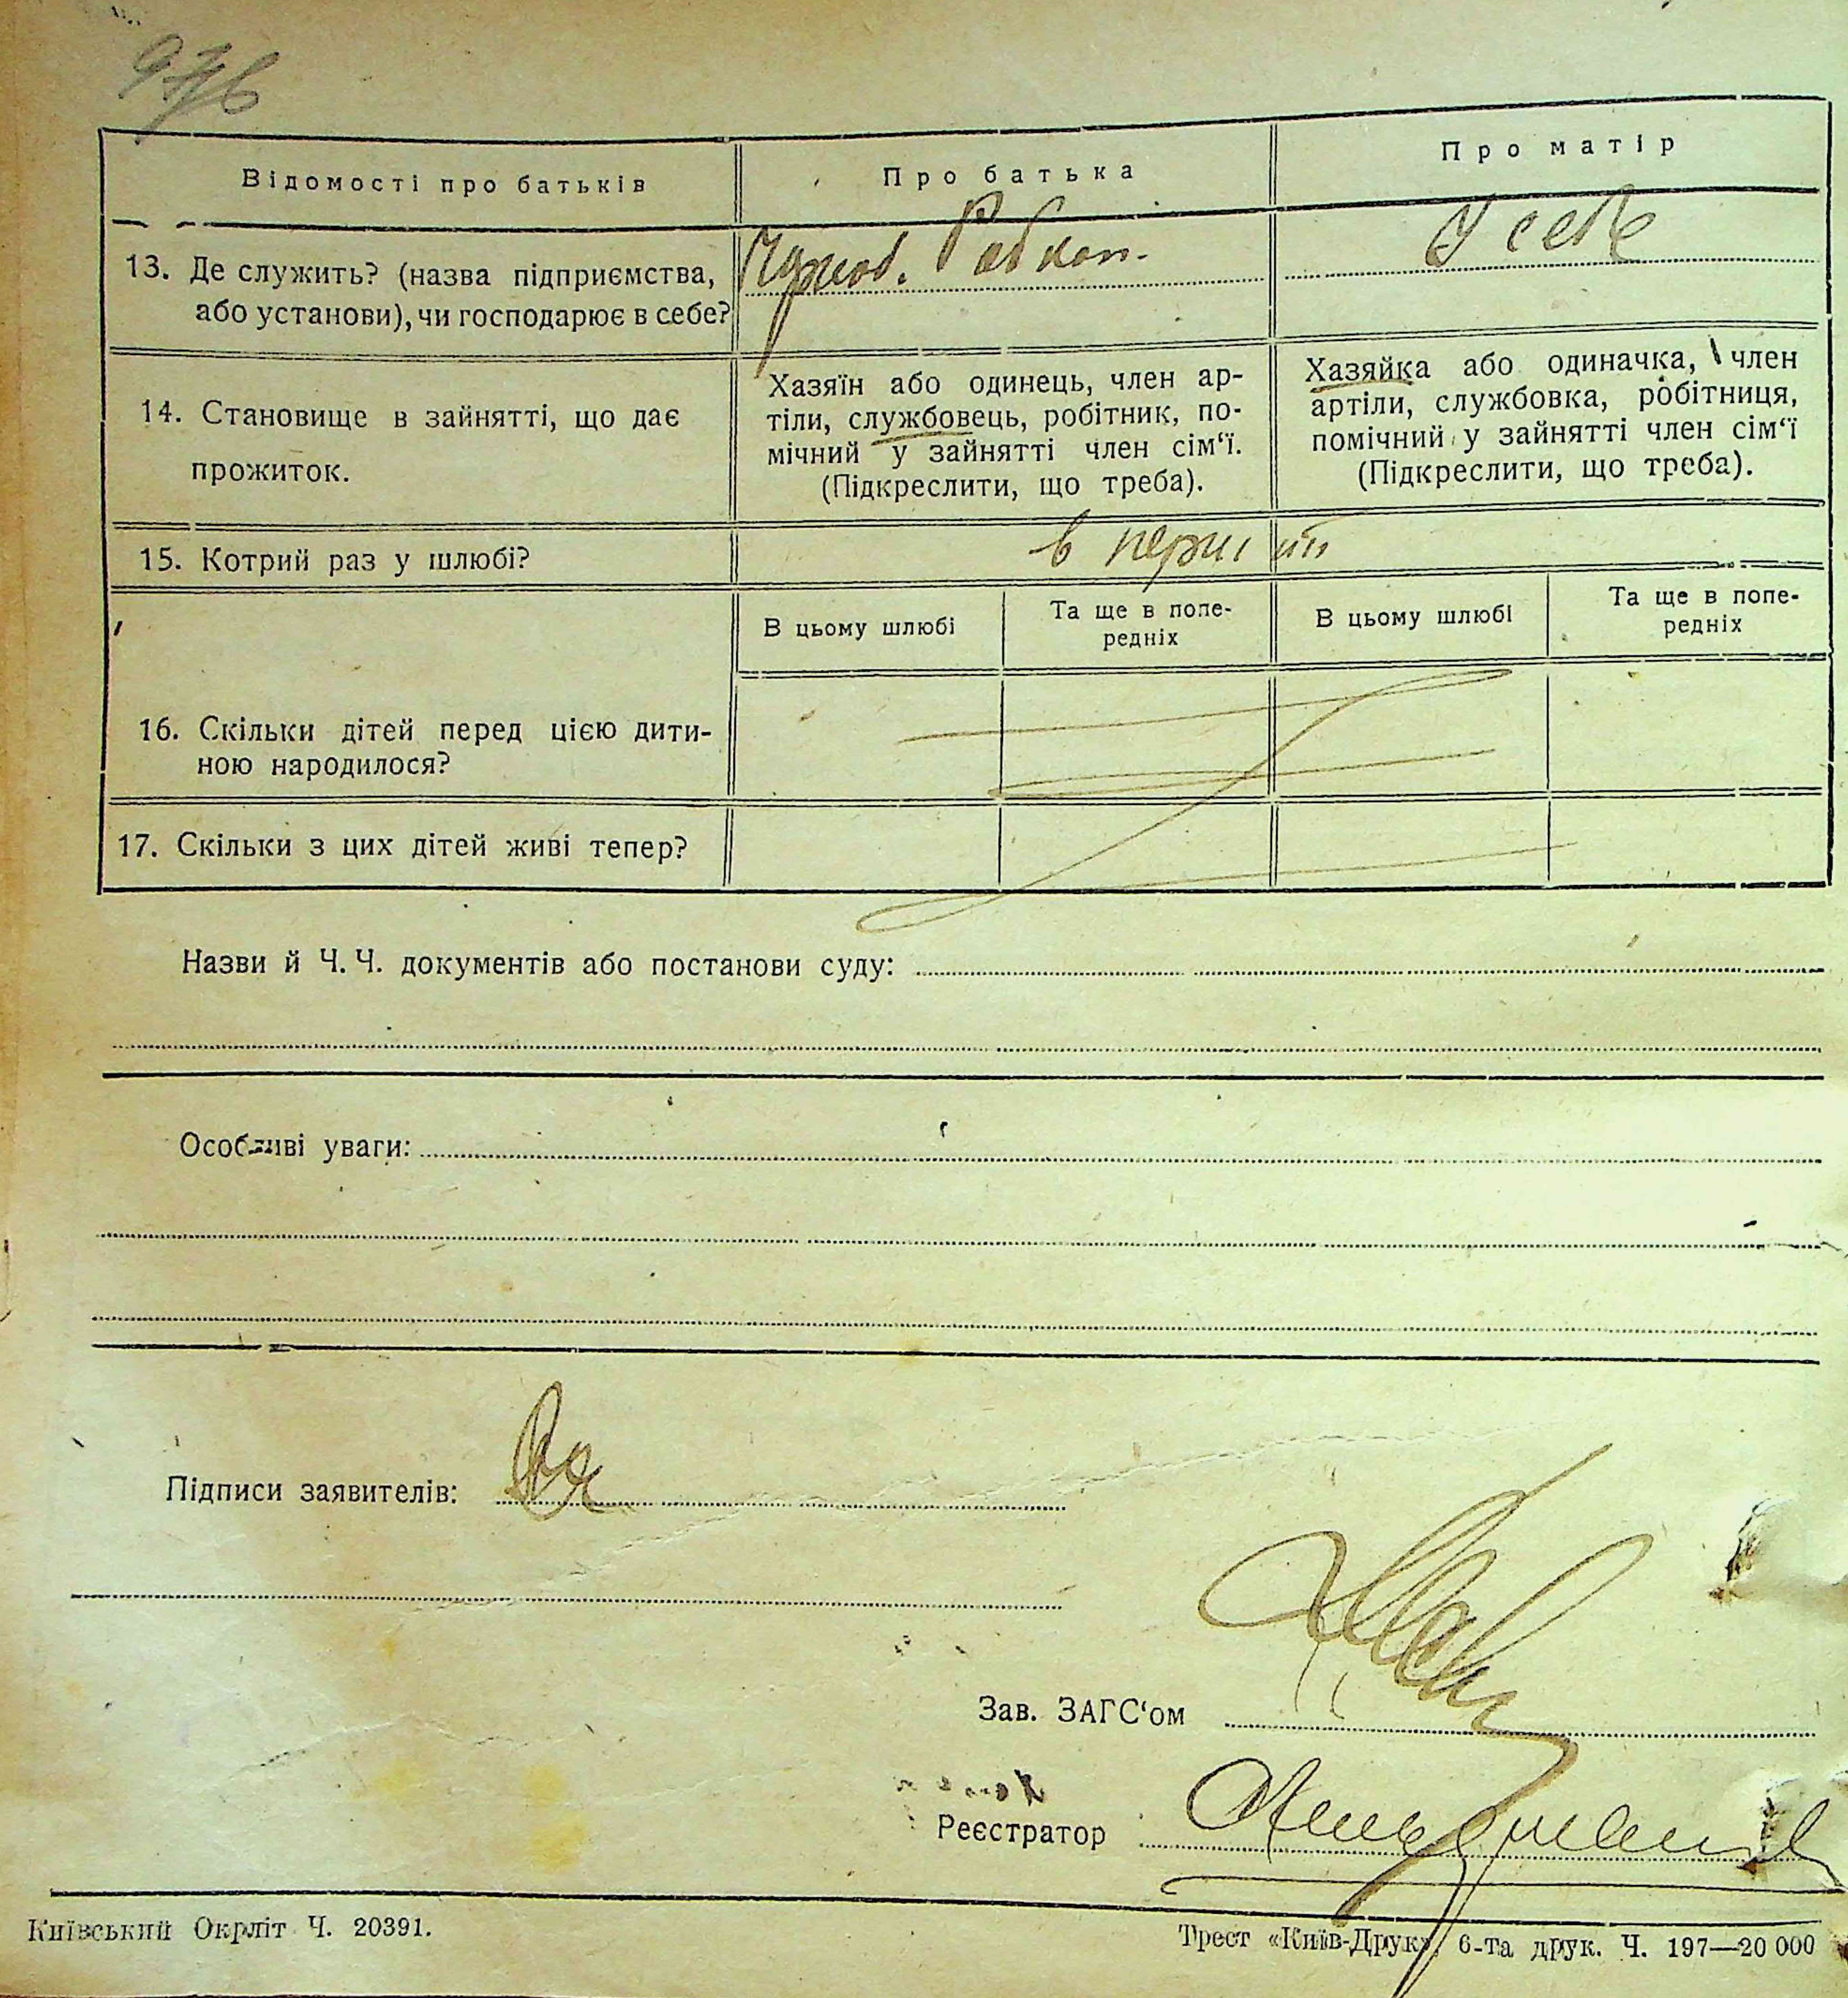 Відомості про батьків
Про батька
Про матір
13. Де служить? (назва підприємства,
або установи), чи господарює в себе?
Робкоп.
У себе
14. Становище в зайнятті, що дає
прожиток.
Хазяїн або одинець, член ар-
тіли, службовець, робітник, по-
мічний у зайнятті член сім‘ї.
(Підкреслити, що треба).
Хазяйка або одиначка, член
артіли, службовка, робітниця,
помічний у зайнятті член сім‘ї
(Підкреслити, що треба).
15. Котрий раз у шлюбі?
в перший
В цьому шлюбі
Та ще в попе-
редніх
В цьому шлюбі
Та ще в попе-
редніх
16. Скільки дітей перед цією дити-
ною народилося?
17. Скільки з цих дітей живі тепер?
Назви й Ч. Ч. документів або постанови суду:
Особливі уваги:
Підписи заявителів:
Зав. ЗАГС‘ом
Реєстратор
Київський Окрліт Ч. 20391.
Трест «Київ-Друк», 6-та друк. Ч. 197—20 000